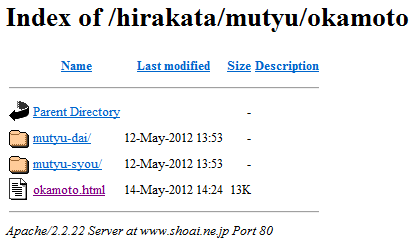 Index of /hirakata/mutyu/okamoto
Name Last modified Size Description
Parent Directory -
mutyu-dai/ 12-May-2012 13:53 -
mutyu-syou/ 12-May-2012 13:53 -
okamoto.html 14-May-2012 14:24 13K
Apache/2.2.22 Server at www.shoai.ne.jp Port 80